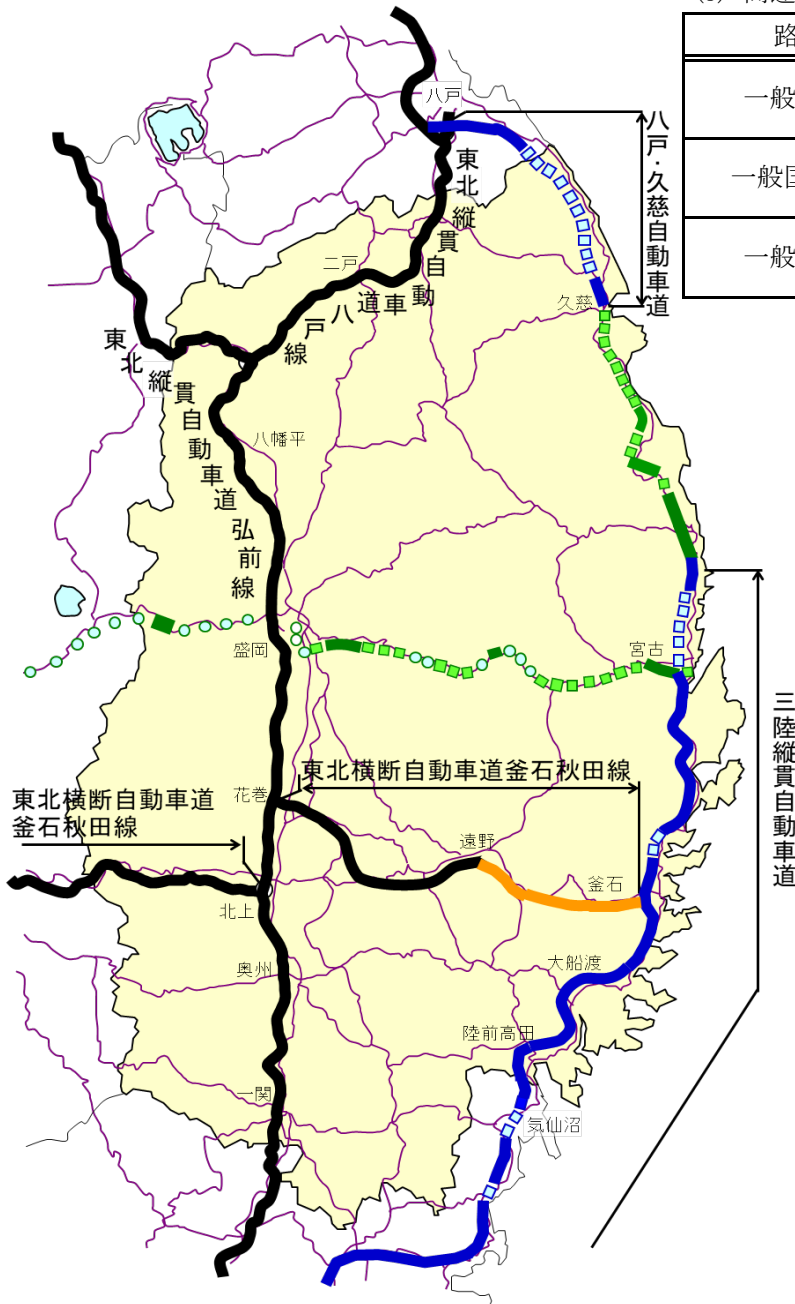 路
一般
一般国
一般
八戸
八戸・久慈自動車道
東北縦貫自動車道八戸線
二戸
久慈
東北縦貫自動車道弘前線
八幡平
盛岡
宮古
三陸縦貫自動車道
東北横断自動車道釜石秋田線
花巻
東北横断自動車道
釜石秋田線
遠野
釜石
北上
奥州
大船渡
陸前高田
一関
気仙沼